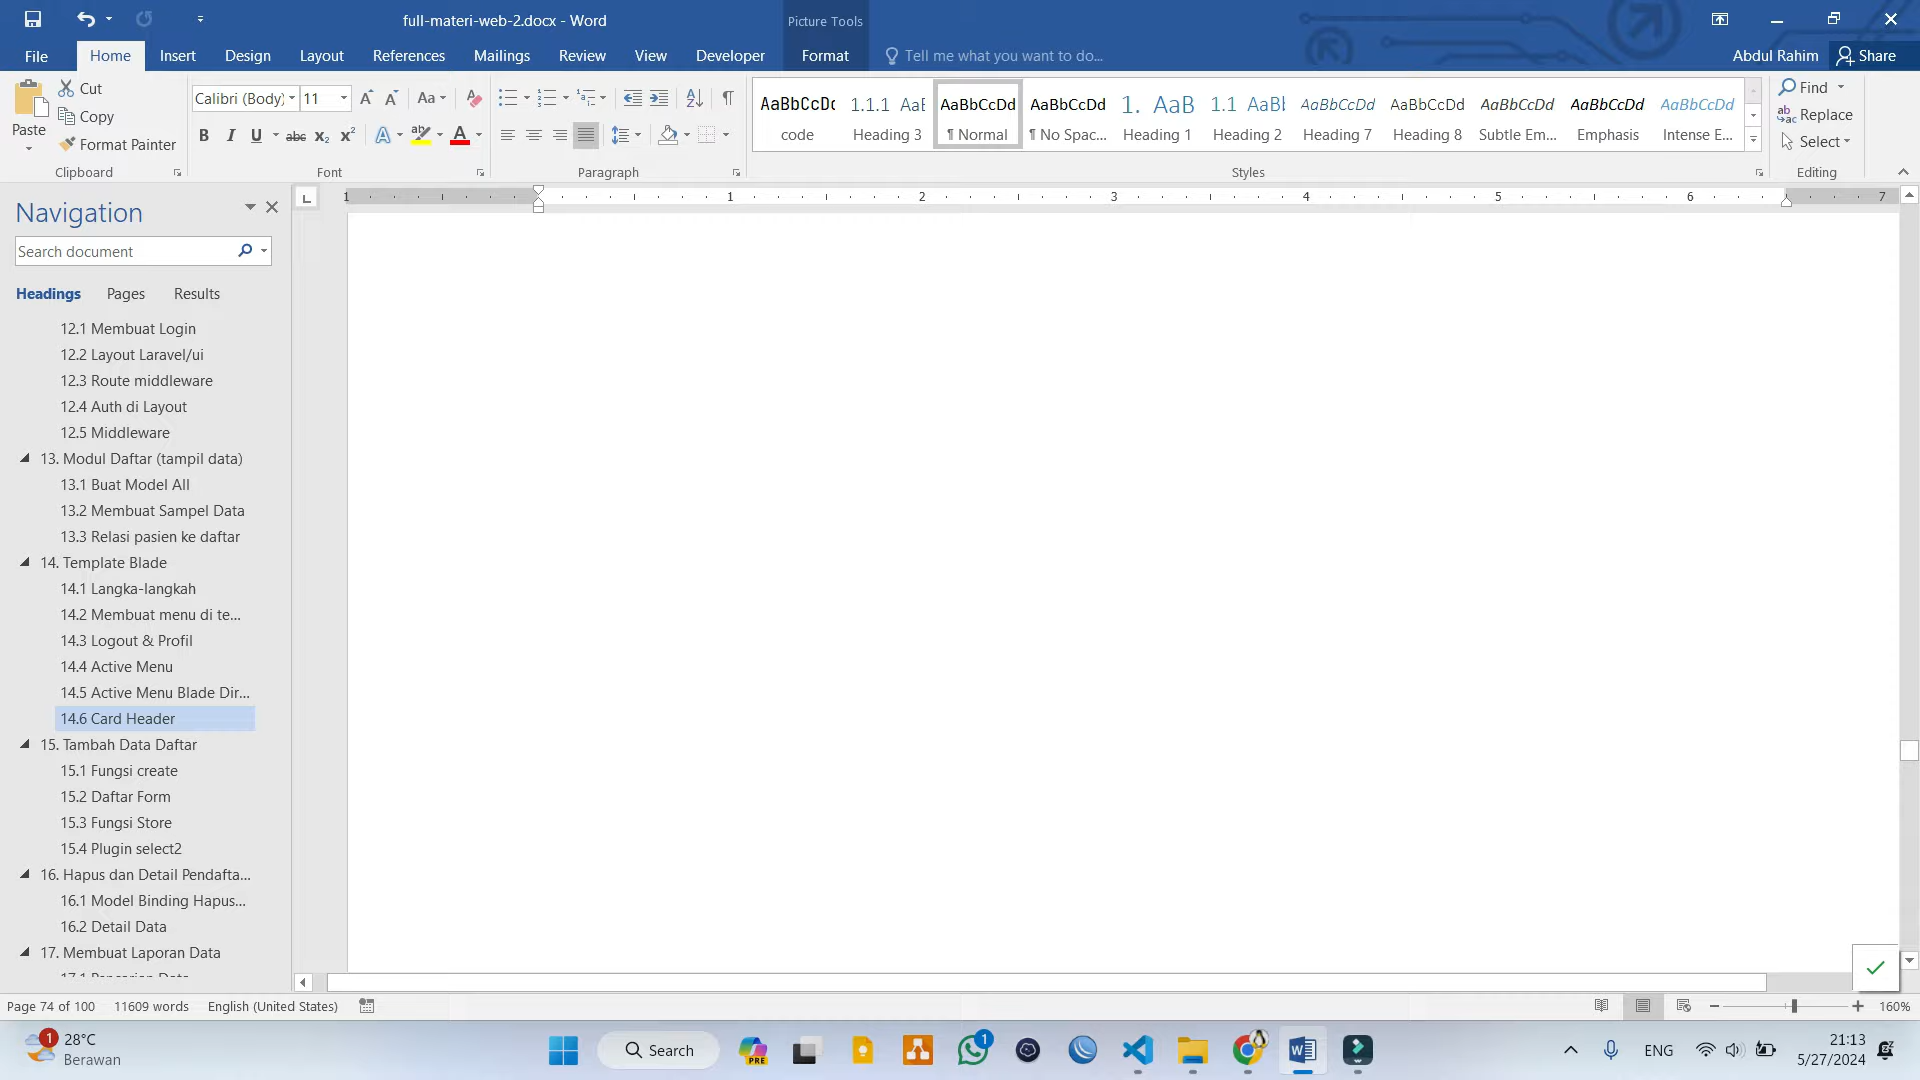 full-materi-web-2.docx - Word
Picture Tools
File
Home
Insert
Design
Layout
References
Mailings
Review
View
Developer
Format
Tell me what you want to do...
Abdul Rahim
Share
Paste
Cut
Copy
Format Painter
Clipboard
Calibri (Body)
11
Aa
B I U abc x₂ x²
A
A
Font
Paragraph
AaBbCcDc
code
1.1.1 AaB
Heading 3
AaBbCcDd
¶ Normal
AaBbCcDd
¶ No Spac...
1. AaB
Heading 1
1.1 AaBb
Heading 2
AaBbCcDd
Heading 7
AaBbCcDd
Heading 8
AaBbCcDd
Subtle Em...
AaBbCcDd
Emphasis
AaBbCcDd
Intense E...
Styles
Find
Replace
Select
Editing
Navigation
Search document
Headings
Pages
Results
12.1 Membuat Login
12.2 Layout Laravel/ui
12.3 Route middleware
12.4 Auth di Layout
12.5 Middleware
13. Modul Daftar (tampil data)
13.1 Buat Model All
13.2 Membuat Sampel Data
13.3 Relasi pasien ke daftar
14. Template Blade
14.1 Langka-langkah
14.2 Membuat menu di te...
14.3 Logout & Profil
14.4 Active Menu
14.5 Active Menu Blade Dir...
14.6 Card Header
15. Tambah Data Daftar
15.1 Fungsi create
15.2 Daftar Form
15.3 Fungsi Store
15.4 Plugin select2
16. Hapus dan Detail Pendafta...
16.1 Model Binding Hapus...
16.2 Detail Data
17. Membuat Laporan Data
17.1 Pencarian Data
1 1 2 3 4 5 6 7
Page 74 of 100
11609 words
English (United States)
160%
1
28°C
Berawan
Search
PRE
1
ENG
21:13
5/27/2024